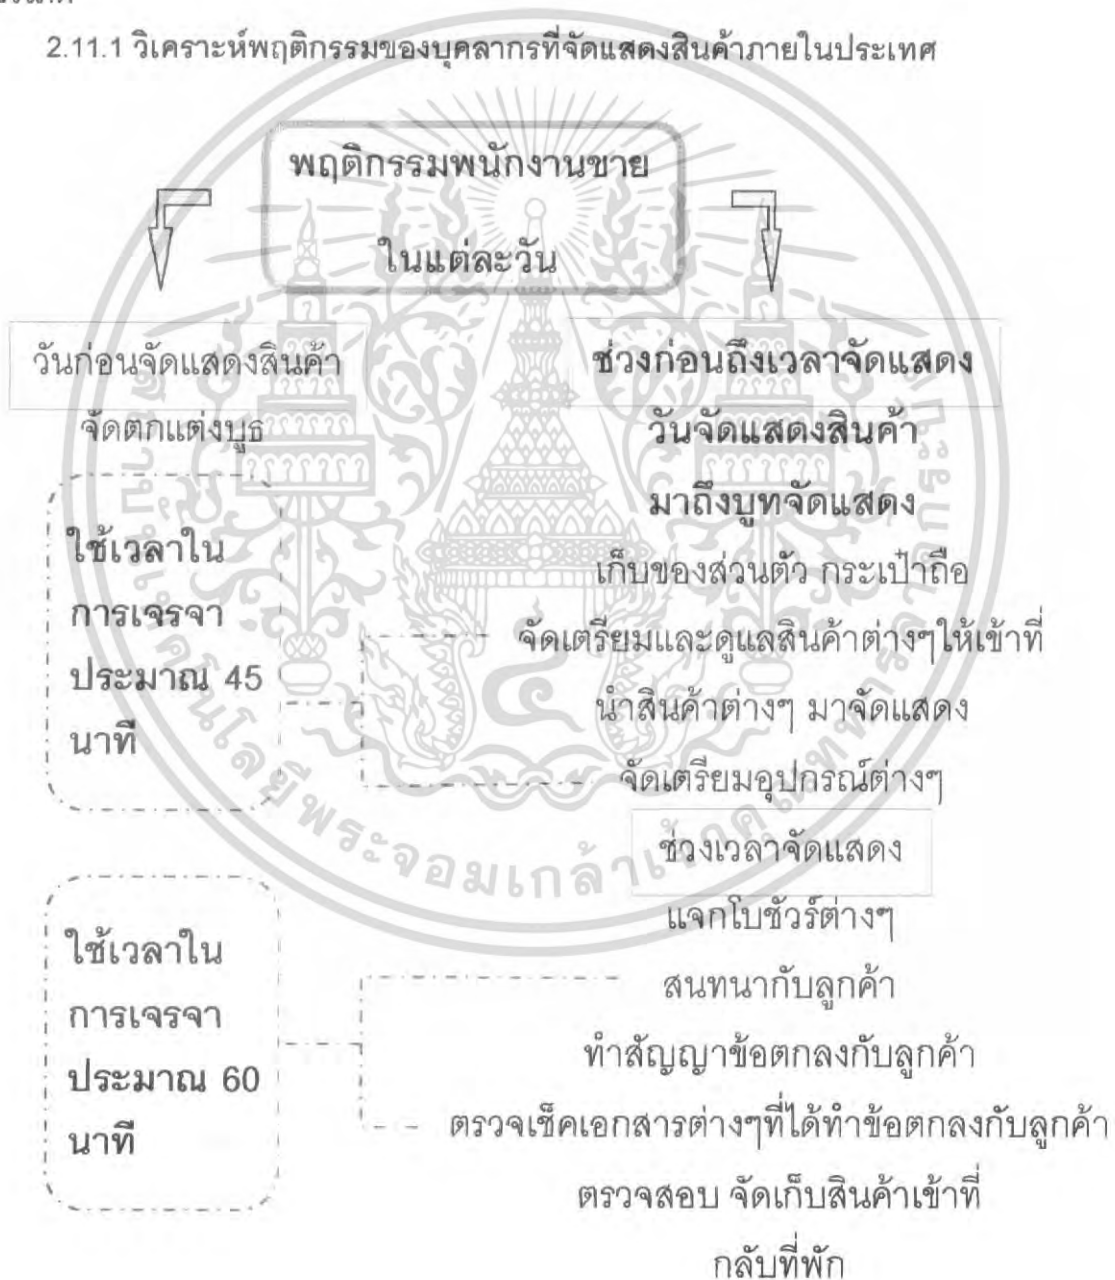 2.11.1 วิเคราะห์พฤติกรรมของบุคลากรที่จัดแสดงสินค้าภายในประเทศ
พฤติกรรมพนักงานขาย
ในแต่ละวัน
วันก่อนจัดแสดงสินค้า
จัดตกแต่งบูธ
ใช้เวลาใน
การเจรจา
ประมาณ 45
นาที
ช่วงก่อนถึงเวลาจัดแสดง
วันจัดแสดงสินค้า
มาถึงบูทจัดแสดง
เก็บของส่วนตัว กระเป๋าถือ
จัดเตรียมและดูแลสินค้าต่างๆให้เข้าที่
นำสินค้าต่างๆ มาจัดแสดง
จัดเตรียมอุปกรณ์ต่างๆ
ช่วงเวลาจัดแสดง
แจกโบชัวร์ต่างๆ
ใช้เวลาใน
การเจรจา
ประมาณ 60
นาที
สนทนากับลูกค้า
ทำสัญญาข้อตกลงกับลูกค้า
ตรวจเช็คเอกสารต่างๆที่ได้ทำข้อตกลงกับลูกค้า
ตรวจสอบ จัดเก็บสินค้าเข้าที่
กลับที่พัก